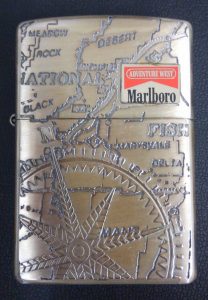 MEADOW
DESERT
ROCK
NATIONAL
ADVENTURE WEST
Marlboro
BLACK
FISH
MARYSVALE
DELTA